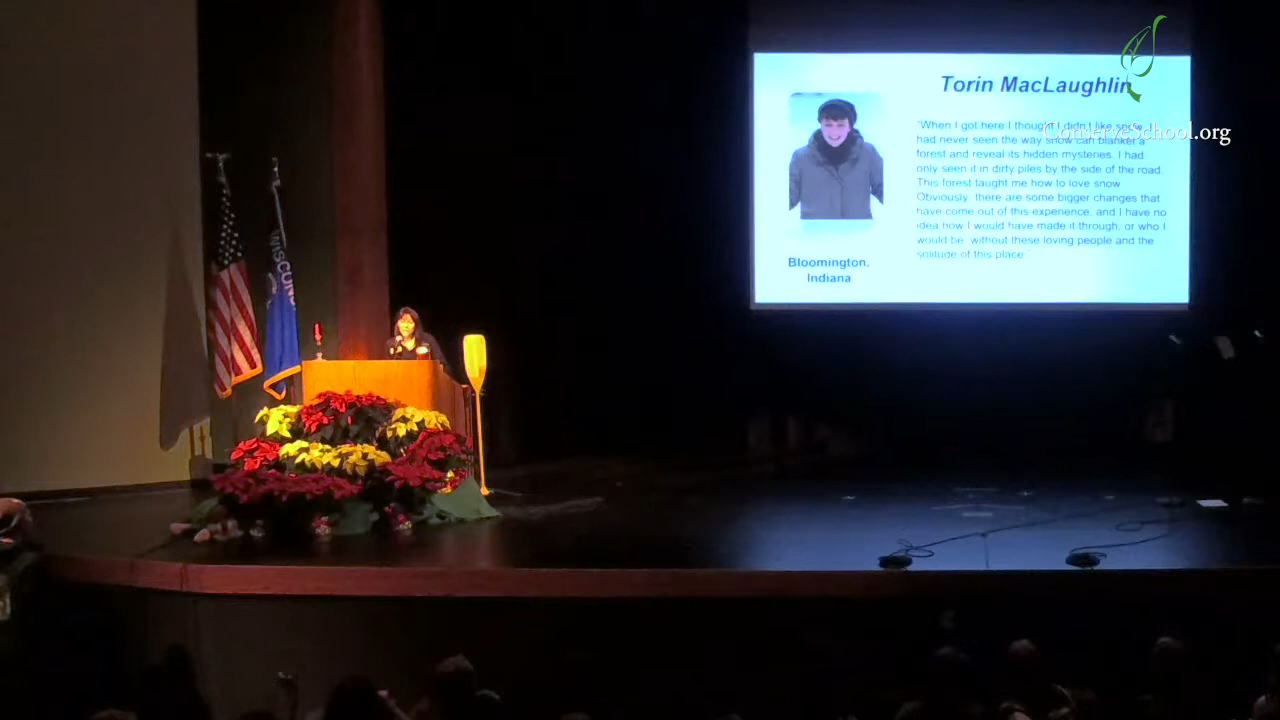 Torin MacLaughlin
ConserveSchool.org
"When I got here I thought I didn't like snow. I
had never seen the way snow can blanket a
forest and reveal its hidden mysteries. I had
only seen it in dirty piles by the side of the road.
This forest taught me how to love snow.
Obviously, there are some bigger changes that
have come out of this experience, and I have no
idea how I would have made it through, or who I
would be, without these loving people and the
solitude of this place."
Bloomington,
Indiana
WISCONSIN